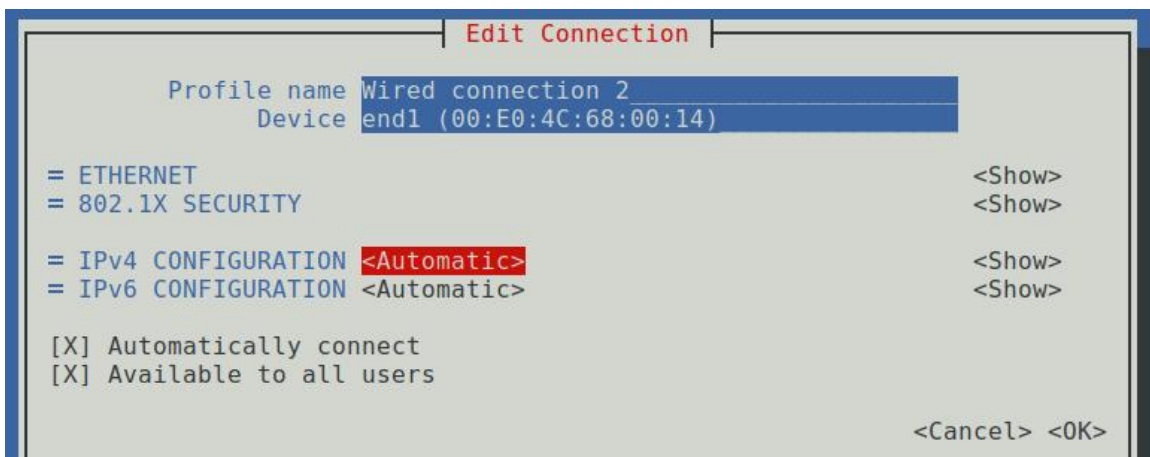 Edit Connection
Profile name Wired connection 2
Device end1 (00:E0:4C:68:00:14)
= ETHERNET <Show>
= 802.1X SECURITY <Show>
= IPv4 CONFIGURATION <Automatic> <Show>
= IPv6 CONFIGURATION <Automatic> <Show>
[X] Automatically connect
[X] Available to all users
<Cancel> <OK>